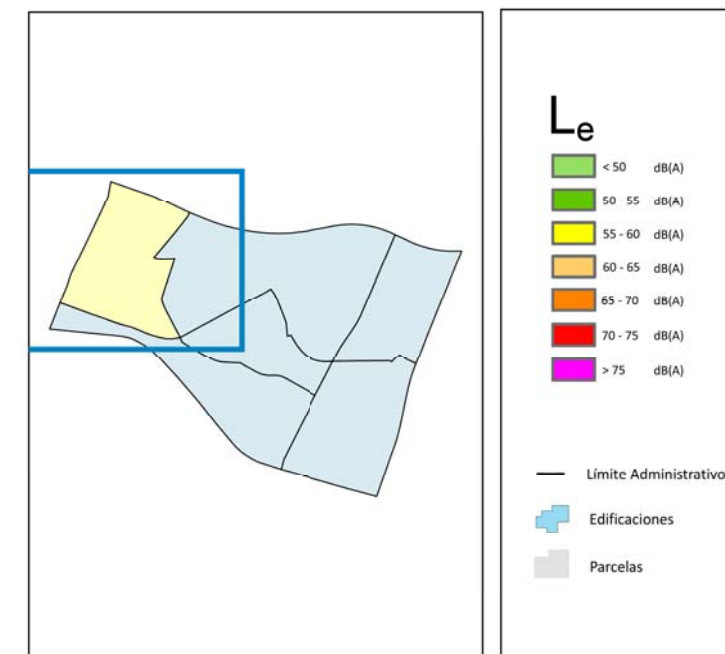 Le
< 50 dB(A)
50 55 dB(A)
55 - 60 dB(A)
60 - 65 dB(A)
65 - 70 dB(A)
70 - 75 dB(A)
> 75 dB(A)
Límite Administrativo
Edificaciones
Parcelas